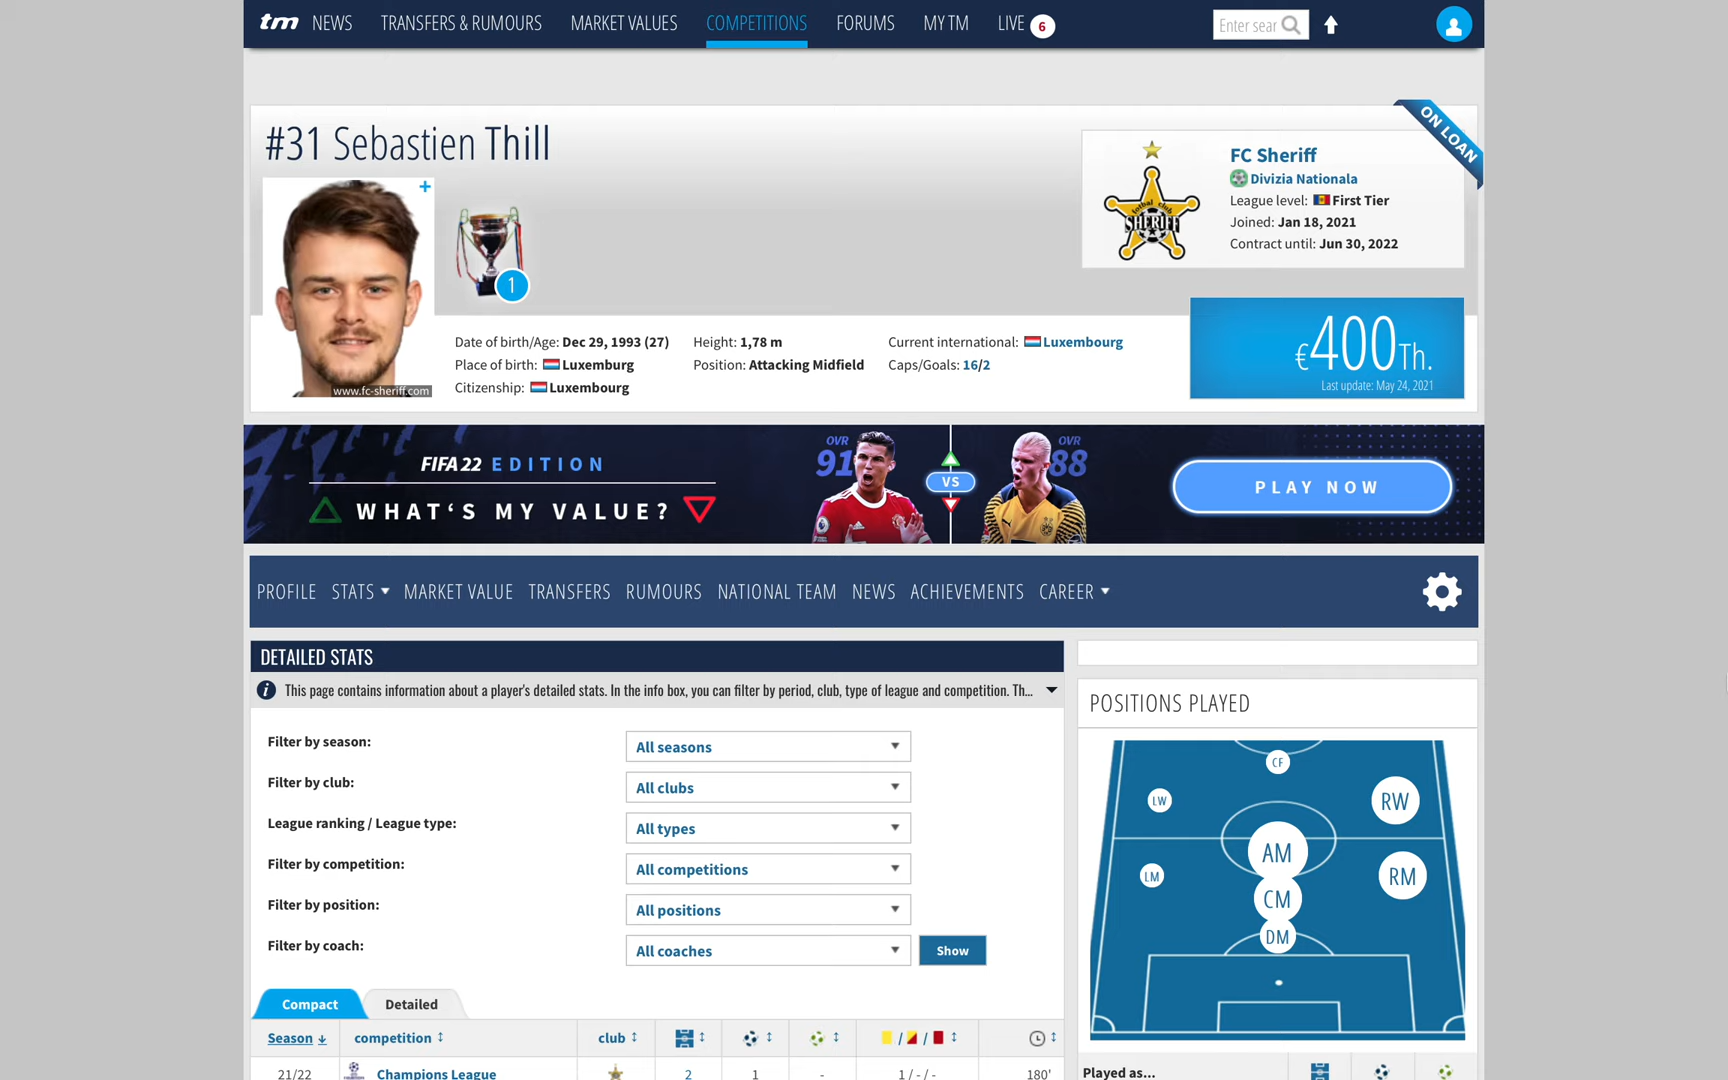 tm NEWS TRANSFERS & RUMOURS MARKET VALUES COMPETITIONS FORUMS MY TM LIVE 6 Enter sear
#31 Sebastien Thill
ON LOAN
FC Sheriff
Divizia Nationala
League level: First Tier
Joined: Jan 18, 2021
Contract until: Jun 30, 2022
SHERIFF
1
www.fc-sheriff.com
Date of birth/Age: Dec 29, 1993 (27)
Place of birth: Luxemburg
Citizenship: Luxembourg
Height: 1,78 m
Position: Attacking Midfield
Current international: Luxembourg
Caps/Goals: 16/2
€400Th.
Last update: May 24, 2021
FIFA 22 EDITION
WHAT‘S MY VALUE?
OVR
91
VS
OVR
88
PLAY NOW
PROFILE STATS MARKET VALUE TRANSFERS RUMOURS NATIONAL TEAM NEWS ACHIEVEMENTS CAREER
DETAILED STATS
i This page contains information about a player's detailed stats. In the info box, you can filter by period, club, type of league and competition. Th...
Filter by season: All seasons
Filter by club: All clubs
League ranking / League type: All types
Filter by competition: All competitions
Filter by position: All positions
Filter by coach: All coaches Show
Compact Detailed
Season competition club / /
21/22 Champions League 2 1 - 1 / - / - 180'
POSITIONS PLAYED
CF
LW
RW
AM
LM
RM
CM
DM
Played as...